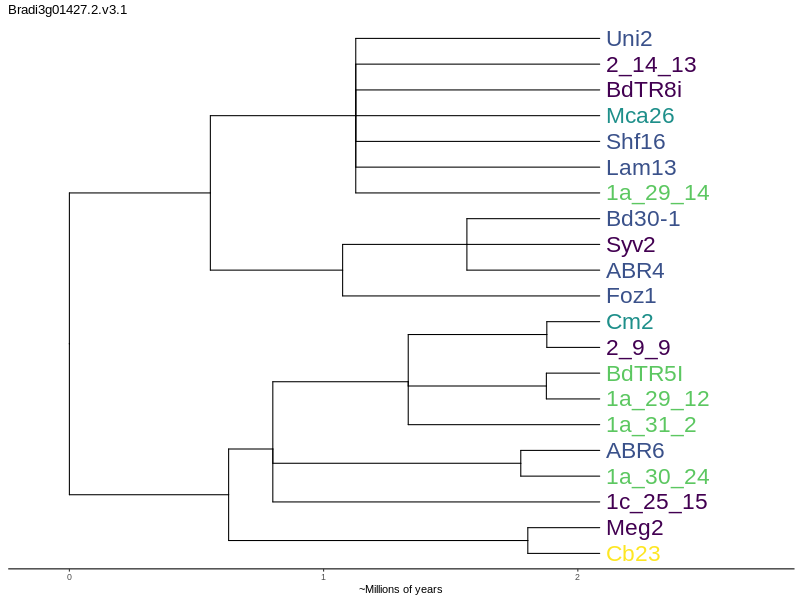 Bradi3g01427.2.v3.1
Uni2
2_14_13
BdTR8i
Mca26
Shf16
Lam13
1a_29_14
Bd30-1
Syv2
ABR4
Foz1
Cm2
2_9_9
BdTR5I
1a_29_12
1a_31_2
ABR6
1a_30_24
1c_25_15
Meg2
Cb23
0 1 2
~Millions of years